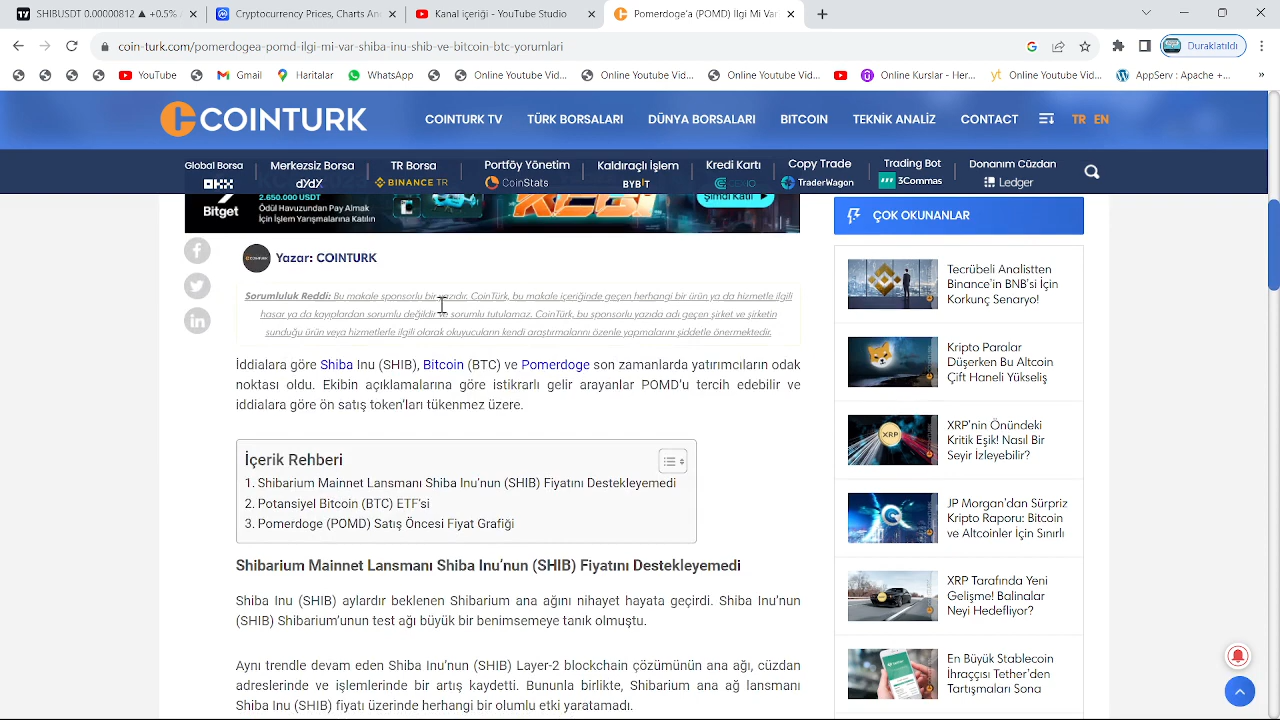 SHIBUSDT 0.00000812 ▲ +0.5%
Cryptocurrency Prices, Charts And
Kanal İçeriği - YouTube Studio
Pomerdoge'a (POMD) İlgi Mi Var
coin-turk.com/pomerdogea-pomd-ilgi-mi-var-shiba-inu-shib-ve-bitcoin-btc-yorumlari
Duraklatıldı
YouTube
Gmail
Haritalar
WhatsApp
Online Youtube Vid...
Online Youtube Vid...
Online Youtube Vid...
Online Kurslar - Her...
Online Youtube Vid...
AppServ : Apache +...
COINTURK
COINTURK TV
TÜRK BORSALARI
DÜNYA BORSALARI
BITCOIN
TEKNİK ANALİZ
CONTACT
TR EN
Global Borsa
Merkezsiz Borsa
TR Borsa
Portföy Yönetim
Kaldıraçlı İşlem
Kredi Kartı
Copy Trade
Trading Bot
Donanım Cüzdan
OKX
dYdX
BINANCE TR
CoinStats
BYBIT
TraderWagon
3Commas
Ledger
Bitget
2.650.000 USDT
Ödül Havuzundan Pay Almak
İçin İşlem Yarışmalarına Katılın
Şimdi Katıl ▶
Yazar: COINTURK
Sorumluluk Reddi: Bu makale sponsorlu bir yazıdır. CoinTürk, bu makale içeriğinde geçen herhangi bir ürün ya da hizmetle ilgili
hasar ya da kayıplardan sorumlu değildir ve sorumlu tutulamaz. CoinTürk, bu sponsorlu yazıda adı geçen şirket ve şirketin
sunduğu ürün veya hizmetlerle ilgili olarak okuyucuların kendi araştırmalarını özenle yapmalarını şiddetle önermektedir.
İddialara göre Shiba Inu (SHIB), Bitcoin (BTC) ve Pomerdoge son zamanlarda yatırımcıların odak
noktası oldu. Ekibin açıklamalarına göre istikrarlı gelir arayanlar POMD'u tercih edebilir ve
iddialara göre ön satış token'ları tükenmez üzere.
İçerik Rehberi
1. Shibarium Mainnet Lansmanı Shiba Inu'nun (SHIB) Fiyatını Destekleyemedi
2. Potansiyel Bitcoin (BTC) ETF'si
3. Pomerdoge (POMD) Satış Öncesi Fiyat Grafiği
Shibarium Mainnet Lansmanı Shiba Inu'nun (SHIB) Fiyatını Destekleyemedi
Shiba Inu (SHIB) aylardır beklenen Shibarium ana ağını nihayet hayata geçirdi. Shiba Inu'nun
(SHIB) Shibarium'unun test ağı büyük bir benimsemeye tanık olmuştu.
Aynı trendle devam eden Shiba Inu'nun (SHIB) Layer-2 blockchain çözümünün ana ağı, cüzdan
adreslerinde ve işlemlerinde bir artış kaydetti. Bununla birlikte, Shibarium ana ağ lansmanı
Shiba Inu (SHIB) fiyatı üzerinde herhangi bir olumlu etki yaratamadı.
ÇOK OKUNANLAR
Tecrübeli Analistten
Binance'in BNB'si İçin
Korkunç Senaryo!
Kripto Paralar
Düşerken Bu Altcoin
Çift Haneli Yükseliş
XRP
XRP'nin Önündeki
Kritik Eşik! Nasıl Bir
Seyir İzleyebilir?
JP Morgan'dan Sürpriz
Kripto Raporu: Bitcoin
ve Altcoinler İçin Sınırlı
XRP Tarafında Yeni
Gelişme! Balinalar
Neyi Hedefliyor?
En Büyük Stablecoin
İhraççısı Tether'den
Tartışmaları Sona